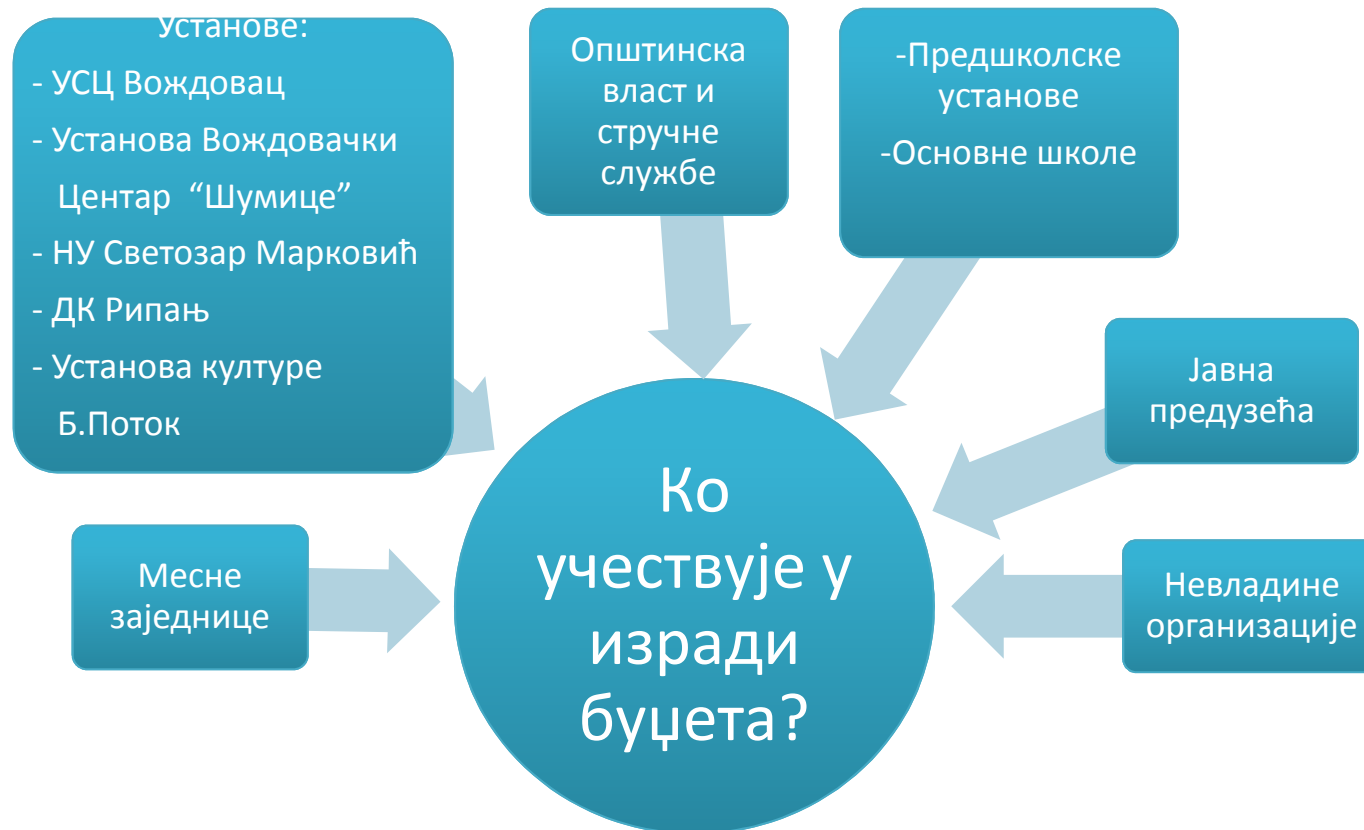 Установе:
- УСЦ Вождовац
- Установа Вождовачки
Центар “Шумице”
- НУ Светозар Марковић
- ДК Рипањ
- Установа културе
Б.Поток
Општинска
власт и
стручне
службе
-Предшколске
установе
-Основне школе
Јавна
предузећа
Невладине
организације
Месне
заједнице
Ко
учествује у
изради
буџета?